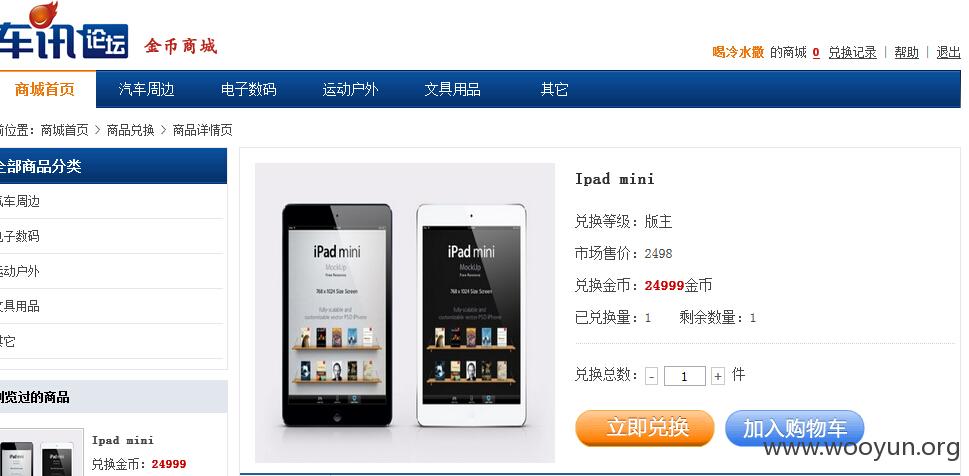 车讯论坛 金币商城
喝冷水撒 的商城 0 兑换记录 | 帮助 | 退出
商城首页 汽车周边 电子数码 运动户外 文具用品 其它
前位置：商城首页 > 商品兑换 > 商品详情页
全部商品分类
汽车周边
电子数码
运动户外
文具用品
其它
浏览过的商品
Ipad mini
兑换金币：24999
iPad mini
MockUp
Free Resource
768 x 1024 Size Screen
Fully-scalable and
customizable vector PSD iPhone
iPad mini
MockUp
Free Resource
768 x 1024 Size Screen
Fully-scalable and
customizable vector PSD iPhone
Ipad mini
兑换等级：版主
市场售价：2498
兑换金币：24999金币
已兑换量：1 剩余数量：1
兑换总数： - 1 + 件
立即兑换 加入购物车
www.wooyun.org